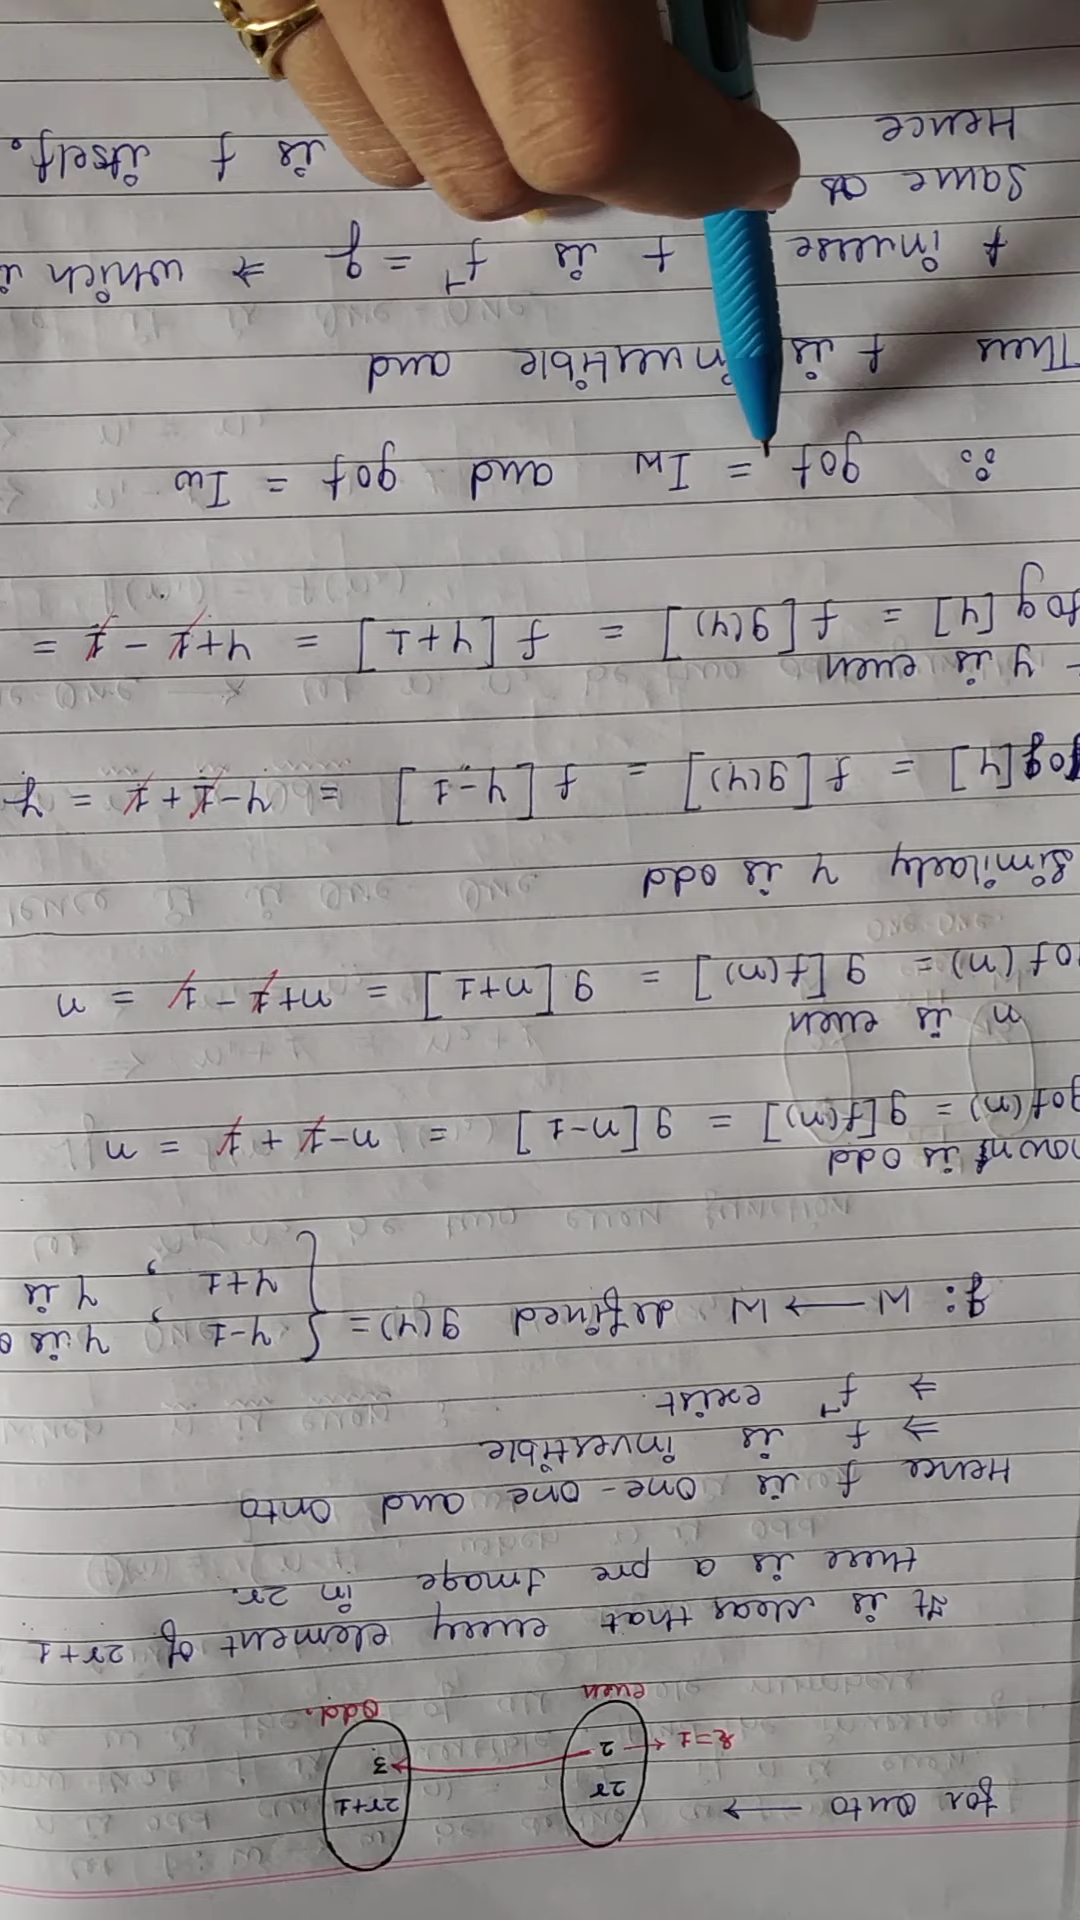 for onto →
2r 2r+1
r=1 → 2 3
even Odd.
It is clear that every element of 2r+1
there is a pre Image in 2r.
Hence f is one-one and onto
⇒ f is invertible
⇒ f⁻¹ exist.
g: W → W defined g(y) = { y-1 , y is
y+1 , y is
n is odd
gof(n) = g[f(n)] = g[n-1] = n-1+1 = n
n is even
gof(n) = g[f(n)] = g[n+1] = n+1-1 = n
Similarly y is odd
fog[y] = f[g(y)] = f[y-1] = y-1+1 = y
y is even
fog[y] = f[g(y)] = f[y+1] = y+1-1 =
∴ gof = Iw and gof = Iw
Thus f is invertible and
f inverse f is f⁻¹ = g ⇒ which
Same as
Hence is f itself.